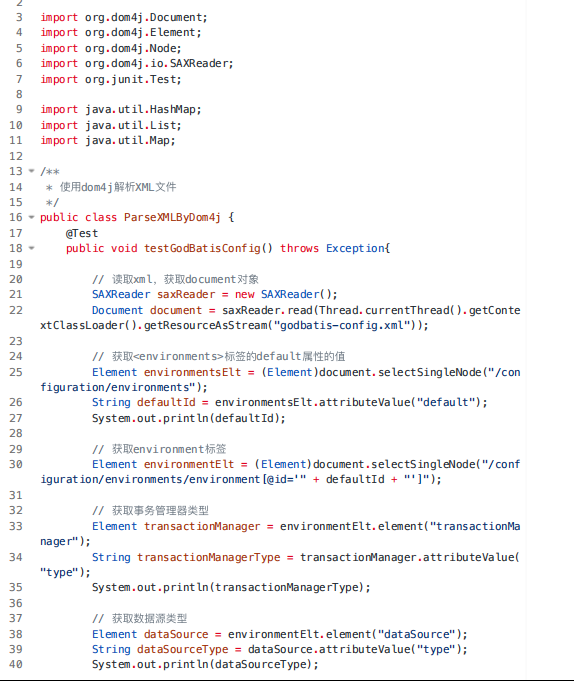 2
3 import org.dom4j.Document;
4 import org.dom4j.Element;
5 import org.dom4j.Node;
6 import org.dom4j.io.SAXReader;
7 import org.junit.Test;
8
9 import java.util.HashMap;
10 import java.util.List;
11 import java.util.Map;
12
13 /**
14  * 使用dom4j解析XML文件
15  */
16 public class ParseXMLByDom4j {
17     @Test
18     public void testGodBatisConfig() throws Exception{
19
20         // 读取xml，获取document对象
21         SAXReader saxReader = new SAXReader();
22         Document document = saxReader.read(Thread.currentThread().getConte
xtClassLoader().getResourceAsStream("godbatis-config.xml"));
23
24         // 获取<environments>标签的default属性的值
25         Element environmentsElt = (Element)document.selectSingleNode("/con
figuration/environments");
26         String defaultId = environmentsElt.attributeValue("default");
27         System.out.println(defaultId);
28
29         // 获取environment标签
30         Element environmentElt = (Element)document.selectSingleNode("/conf
iguration/environments/environment[@id='" + defaultId + "']");
31
32         // 获取事务管理器类型
33         Element transactionManager = environmentElt.element("transactionMa
nager");
34         String transactionManagerType = transactionManager.attributeValue(
"type");
35         System.out.println(transactionManagerType);
36
37         // 获取数据源类型
38         Element dataSource = environmentElt.element("dataSource");
39         String dataSourceType = dataSource.attributeValue("type");
40         System.out.println(dataSourceType);